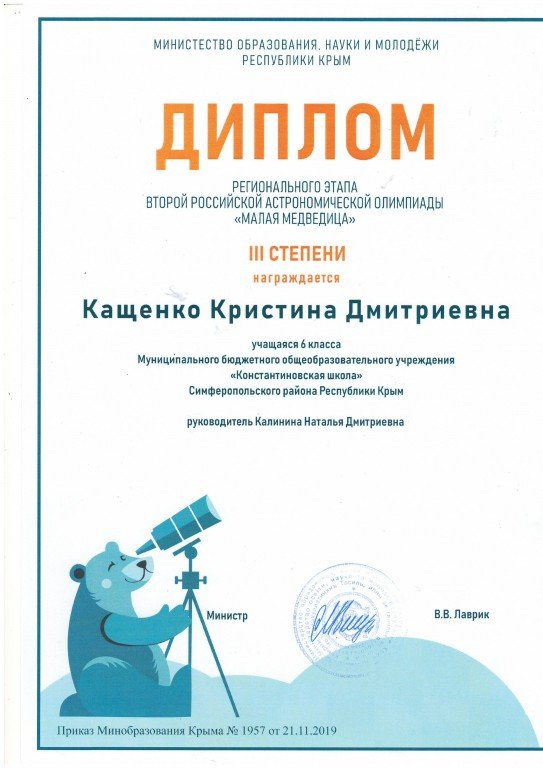 МИНИСТЕРСТВО ОБРАЗОВАНИЯ, НАУКИ И МОЛОДЁЖИ
РЕСПУБЛИКИ КРЫМ
ДИПЛОМ
РЕГИОНАЛЬНОГО ЭТАПА
ВТОРОЙ РОССИЙСКОЙ АСТРОНОМИЧЕСКОЙ ОЛИМПИАДЫ
«МАЛАЯ МЕДВЕДИЦА»
III СТЕПЕНИ
награждается
Кащенко Кристина Дмитриевна
учащаяся 6 класса
Муниципального бюджетного общеобразовательного учреждения
«Константиновская школа»
Симферопольского района Республики Крым
руководитель Калинина Наталья Дмитриевна
Министр
В.В. Лаврик
Приказ Минобразования Крыма № 1957 от 21.11.2019